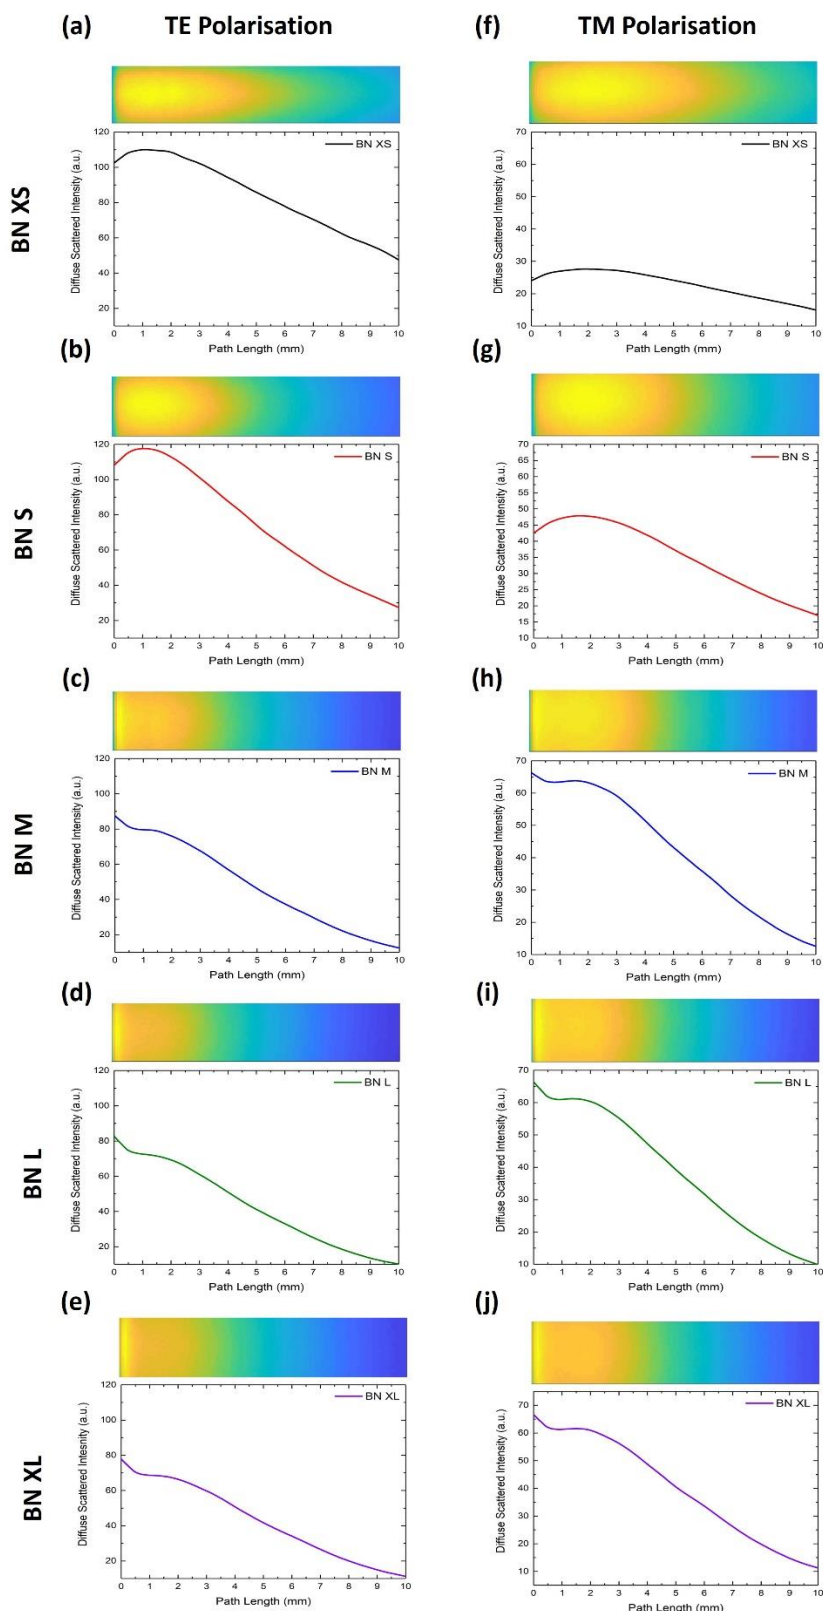 (a) TE Polarisation
(f) TM Polarisation
BN XS
BN XS
Diffuse Scattered Intensity (a.u.)
120
100
80
60
40
20
0 1 2 3 4 5 6 7 8 9 10
Path Length (mm)
BN XS
Diffuse Scattered Intensity (a.u.)
70
60
50
40
30
20
10
0 1 2 3 4 5 6 7 8 9 10
Path Length (mm)
(b)
(g)
BN S
BN S
Diffuse Scattered Intensity (a.u.)
120
100
80
60
40
20
0 1 2 3 4 5 6 7 8 9 10
Path Length (mm)
BN S
Diffuse Scattered Intensity (a.u.)
70
65
60
55
50
45
40
35
30
25
20
15
10
0 1 2 3 4 5 6 7 8 9 10
Path Length (mm)
(c)
(h)
BN M
BN M
Diffuse Scattered Intensity (a.u.)
120
100
80
60
40
20
0 1 2 3 4 5 6 7 8 9 10
Path Length (mm)
BN M
Diffuse Scattered Intensity (a.u.)
70
60
50
40
30
20
10
0 1 2 3 4 5 6 7 8 9 10
Path Length (mm)
(d)
(i)
BN L
BN L
Diffuse Scattered Intensity (a.u.)
120
100
80
60
40
20
0 1 2 3 4 5 6 7 8 9 10
Path Length (mm)
BN L
Diffuse Scattered Intensity (a.u.)
70
60
50
40
30
20
10
0 1 2 3 4 5 6 7 8 9 10
Path Length (mm)
(e)
(j)
BN XL
BN XL
Diffuse Scattered Intesnity (a.u.)
120
100
80
60
40
20
0 1 2 3 4 5 6 7 8 9 10
Path Length (mm)
BN XL
Diffuse Scattered Intensity (a.u.)
70
60
50
40
30
20
10
0 1 2 3 4 5 6 7 8 9 10
Path Length (mm)